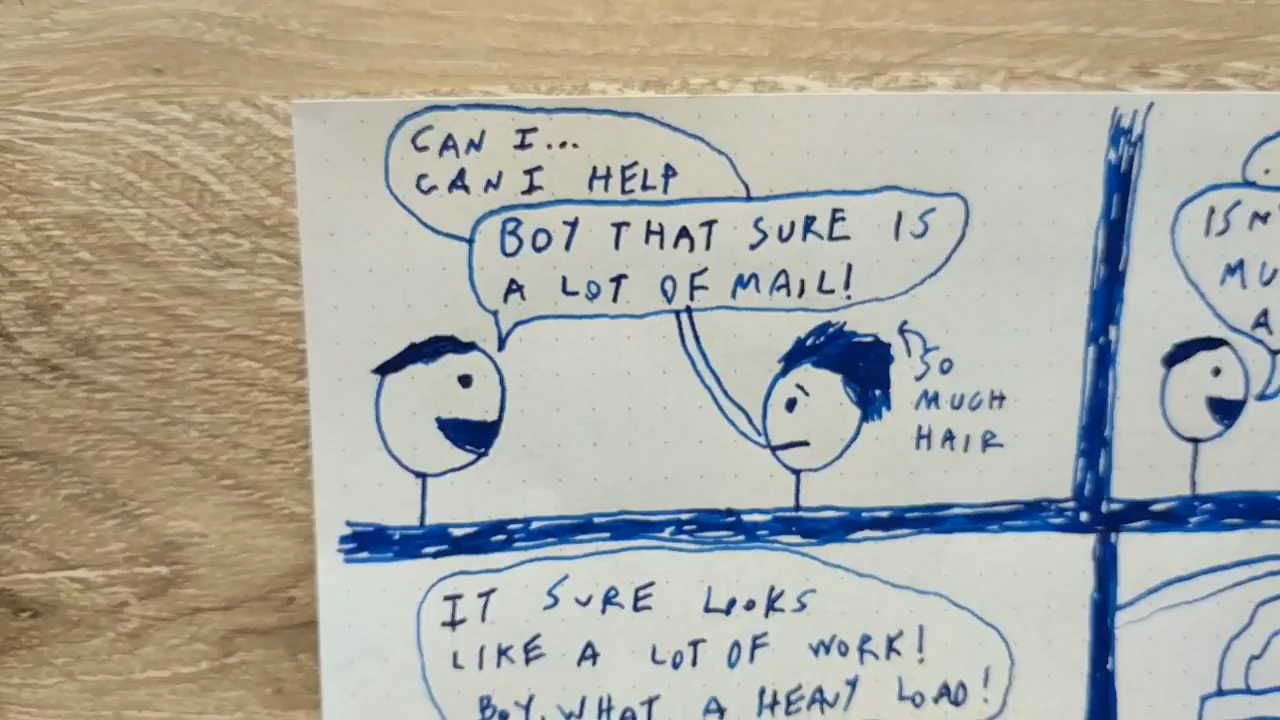 CAN I...
CAN I HELP
BOY THAT SURE IS
A LOT OF MAIL!
SO
MUCH
HAIR
IT SURE LOOKS
LIKE A LOT OF WORK!
BOY, WHAT A HEAVY LOAD!